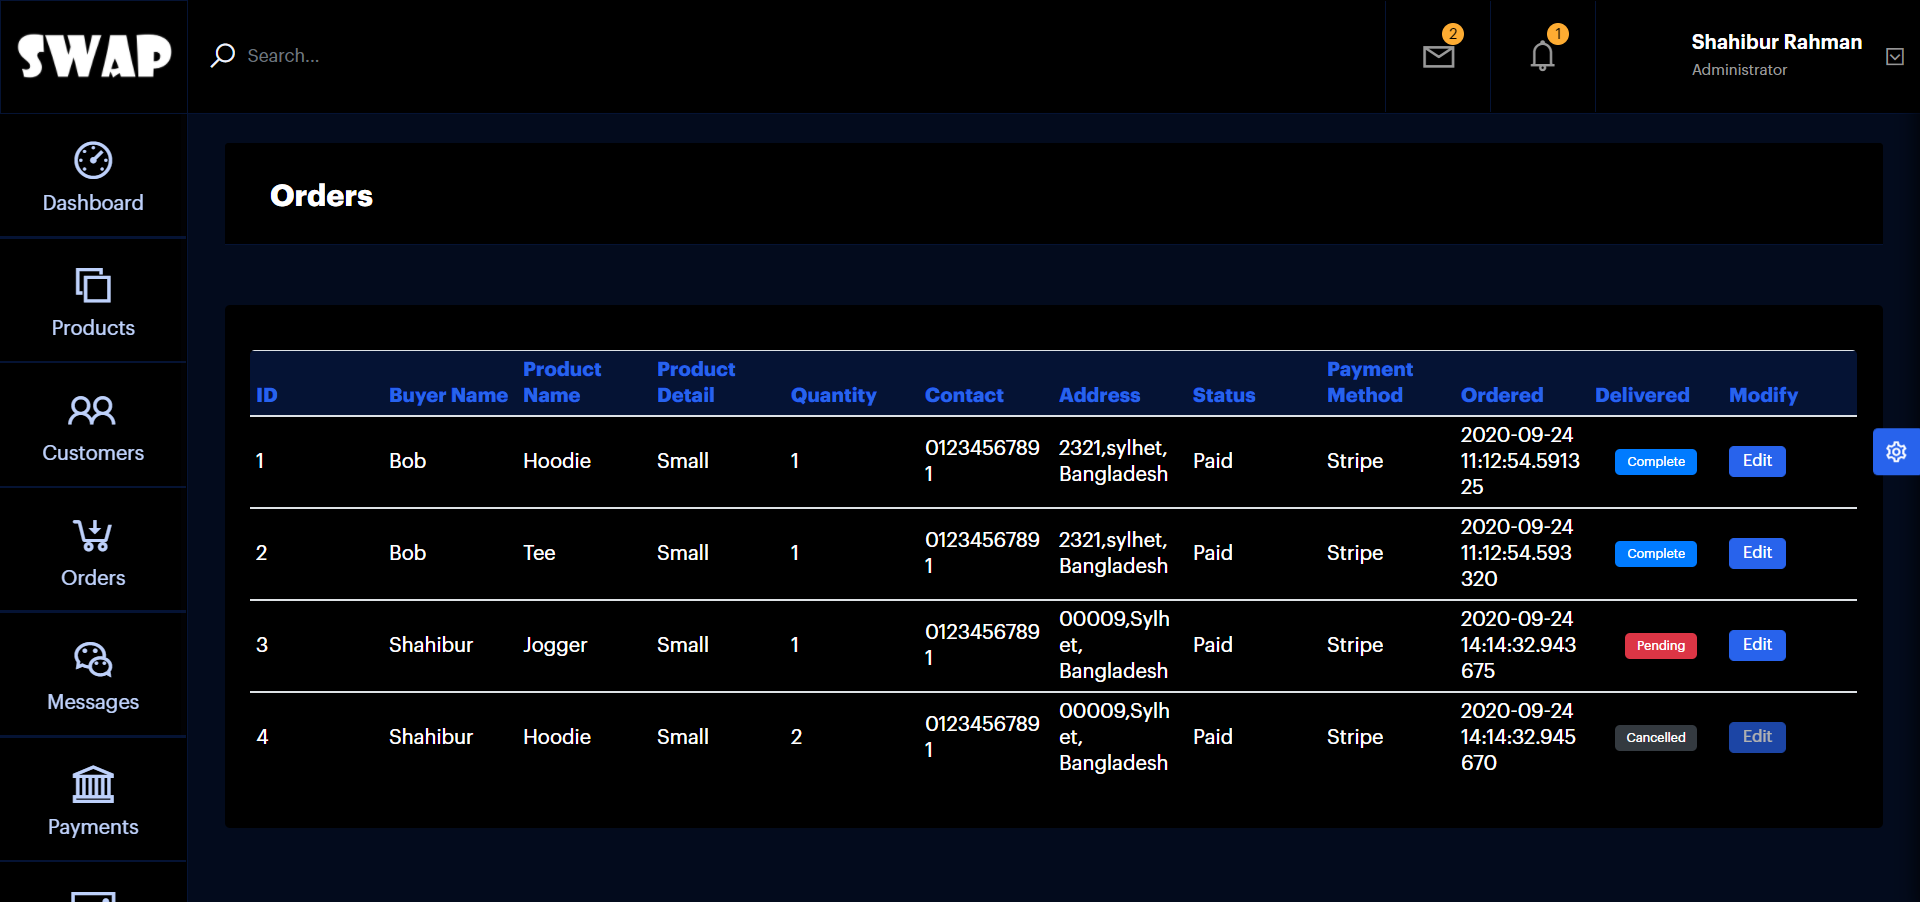 SWAP
Search...
2
1
Shahibur Rahman
Administrator
Dashboard
Products
Customers
Orders
Messages
Payments
Orders
ID Buyer Name Product Name Product Detail Quantity Contact Address Status Payment Method Ordered Delivered Modify
1 Bob Hoodie Small 1 01234567891 2321,sylhet, Bangladesh Paid Stripe 2020-09-24 11:12:54.591325 Complete Edit
2 Bob Tee Small 1 01234567891 2321,sylhet, Bangladesh Paid Stripe 2020-09-24 11:12:54.593320 Complete Edit
3 Shahibur Jogger Small 1 01234567891 00009,Sylhet, Bangladesh Paid Stripe 2020-09-24 14:14:32.943675 Pending Edit
4 Shahibur Hoodie Small 2 01234567891 00009,Sylhet, Bangladesh Paid Stripe 2020-09-24 14:14:32.945670 Cancelled Edit